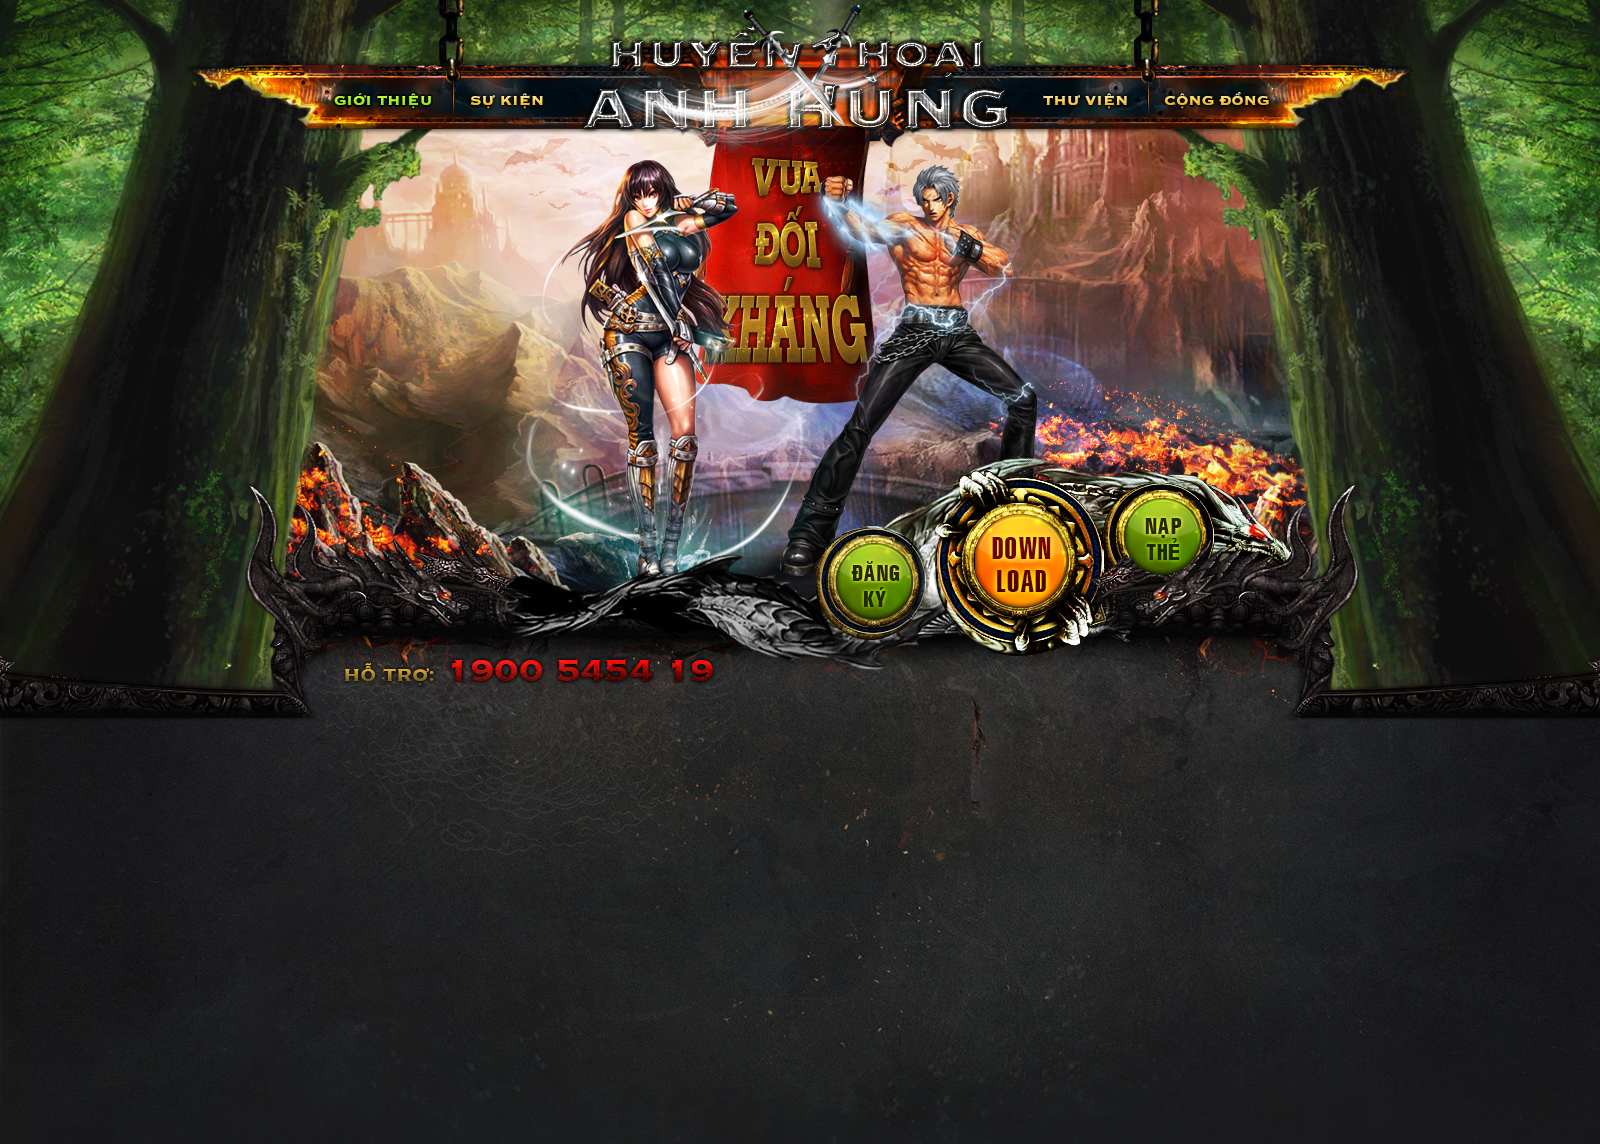 HUYỀN THOẠI
ANH HÙNG
GIỚI THIỆU
SỰ KIỆN
THƯ VIỆN
CỘNG ĐỒNG
VUA
ĐỐI
KHÁNG
ĐĂNG
KÝ
DOWN
LOAD
NẠP
THẺ
HỖ TRỢ: 1900 5454 19